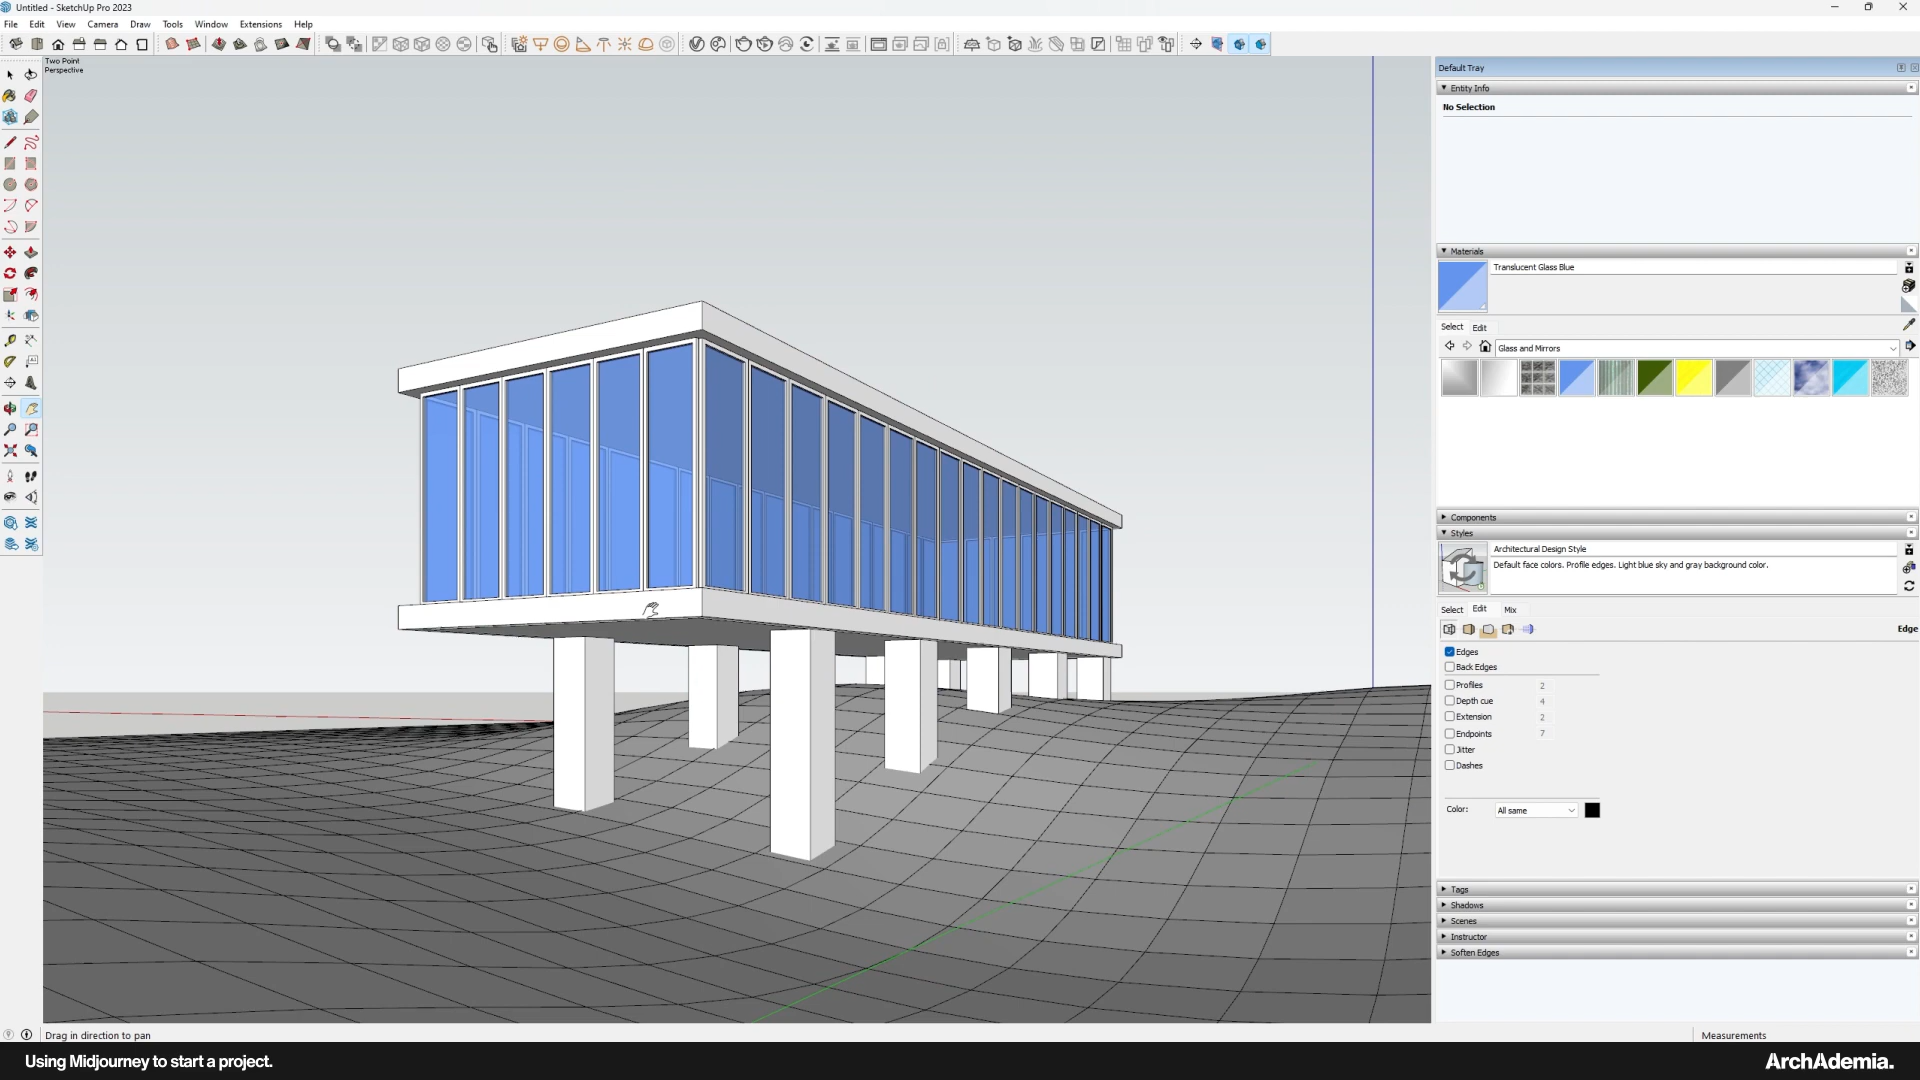 Untitled - SketchUp Pro 2023
File Edit View Camera Draw Tools Window Extensions Help
Two Point
Perspective
Default Tray
Entity Info
No Selection
Materials
Translucent Glass Blue
Select Edit
Glass and Mirrors
Components
Styles
Architectural Design Style
Default face colors. Profile edges. Light blue sky and gray background color.
Select Edit Mix
Edge
Edges
Back Edges
Profiles 2
Depth cue 4
Extension 2
Endpoints 7
Jitter
Dashes
Color: All same
Tags
Shadows
Scenes
Instructor
Soften Edges
Drag in direction to pan
Measurements
Using Midjourney to start a project.
ArchAdemia.